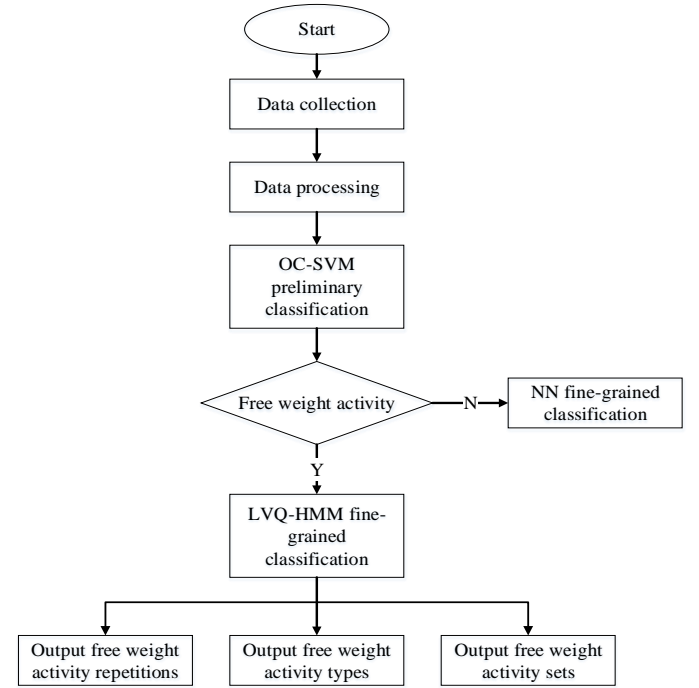 Start
Data collection
Data processing
OC-SVM
preliminary
classification
Free weight activity
N
NN fine-grained
classification
Y
LVQ-HMM fine-
grained
classification
Output free weight
activity repetitions
Output free weight
activity types
Output free weight
activity sets